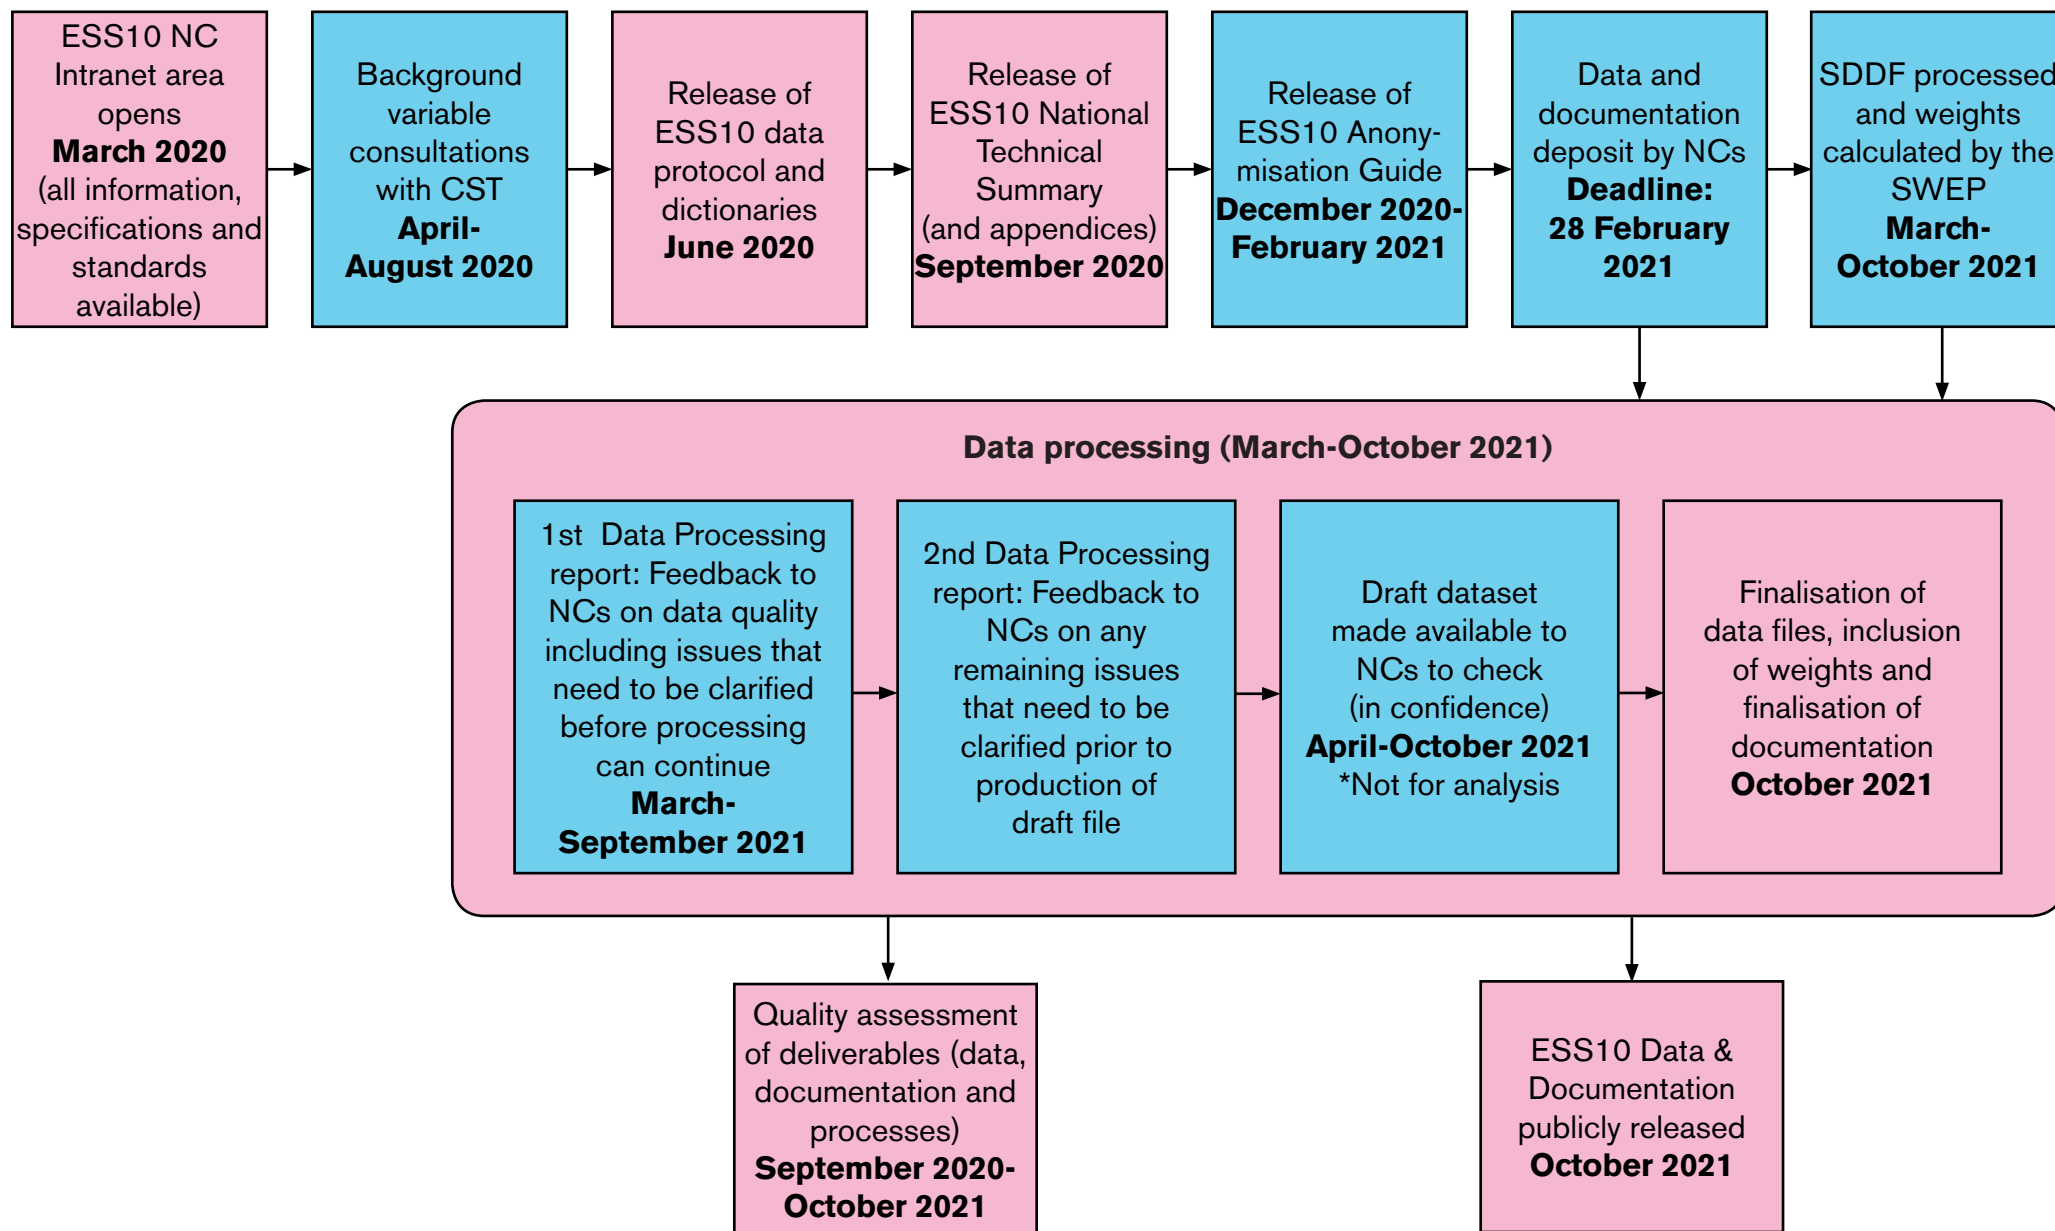 ESS10 NC
Intranet area
opens
March 2020
(all information,
specifications and
standards
available)
Background
variable
consultations
with CST
April-
August 2020
Release of
ESS10 data
protocol and
dictionaries
June 2020
Release of
ESS10 National
Technical
Summary
(and appendices)
September 2020
Release of
ESS10 Anony-
misation Guide
December 2020-
February 2021
Data and
documentation
deposit by NCs
Deadline:
28 February
2021
SDDF processed
and weights
calculated by the
SWEP
March-
October 2021
Data processing (March-October 2021)
1st Data Processing
report: Feedback to
NCs on data quality
including issues that
need to be clarified
before processing
can continue
March-
September 2021
2nd Data Processing
report: Feedback to
NCs on any
remaining issues
that need to be
clarified prior to
production of
draft file
Draft dataset
made available to
NCs to check
(in confidence)
April-October 2021
*Not for analysis
Finalisation of
data files, inclusion
of weights and
finalisation of
documentation
October 2021
Quality assessment
of deliverables (data,
documentation and
processes)
September 2020-
October 2021
ESS10 Data &
Documentation
publicly released
October 2021